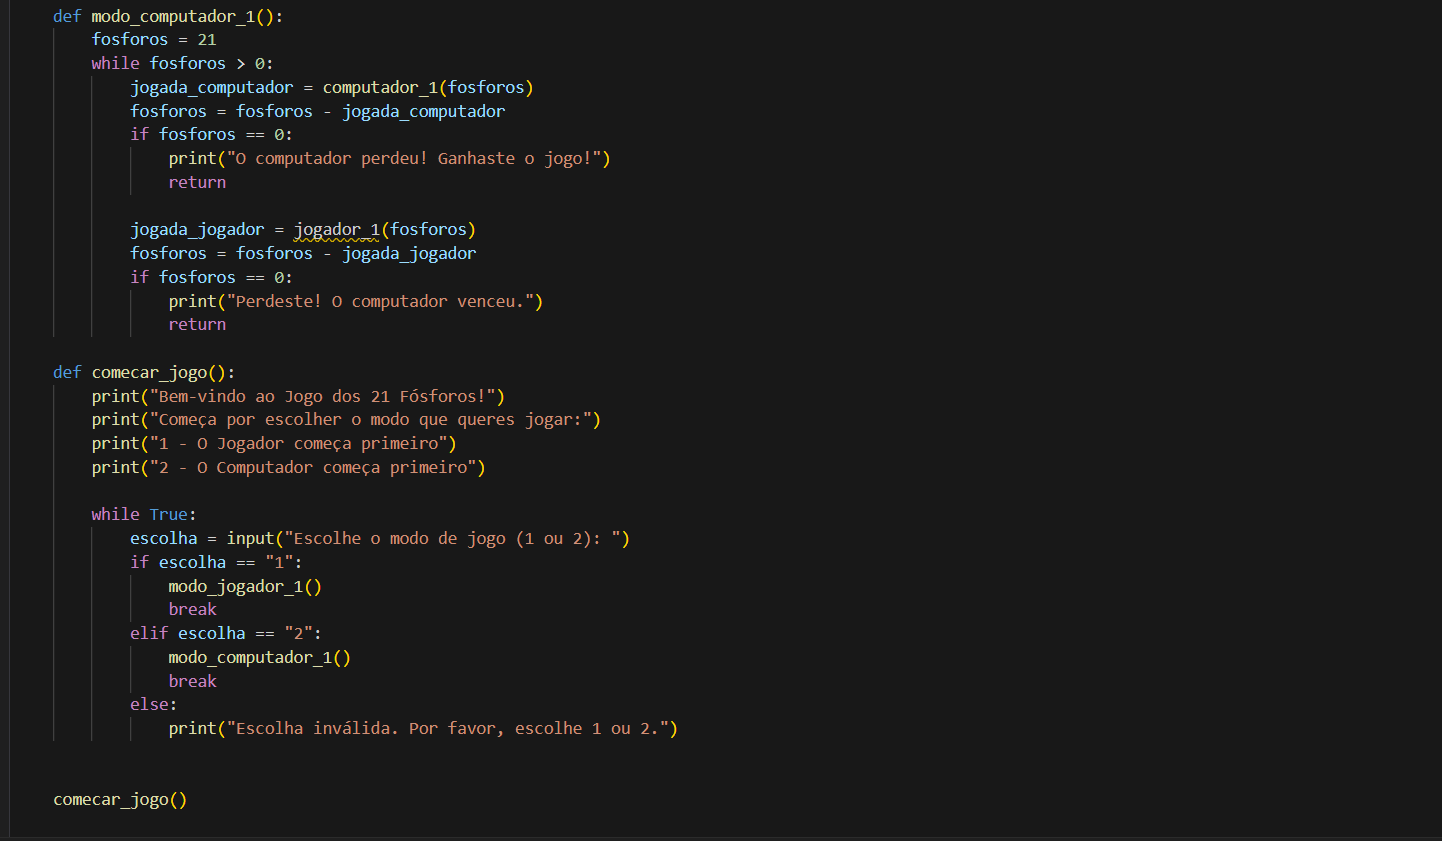 def modo_computador_1():
    fosforos = 21
    while fosforos > 0:
        jogada_computador = computador_1(fosforos)
        fosforos = fosforos - jogada_computador
        if fosforos == 0:
            print("O computador perdeu! Ganhaste o jogo!")
            return

        jogada_jogador = jogador_1(fosforos)
        fosforos = fosforos - jogada_jogador
        if fosforos == 0:
            print("Perdeste! O computador venceu.")
            return

def comecar_jogo():
    print("Bem-vindo ao Jogo dos 21 Fósforos!")
    print("Começa por escolher o modo que queres jogar:")
    print("1 - O Jogador começa primeiro")
    print("2 - O Computador começa primeiro")

    while True:
        escolha = input("Escolhe o modo de jogo (1 ou 2): ")
        if escolha == "1":
            modo_jogador_1()
            break
        elif escolha == "2":
            modo_computador_1()
            break
        else:
            print("Escolha inválida. Por favor, escolhe 1 ou 2.")


comecar_jogo()